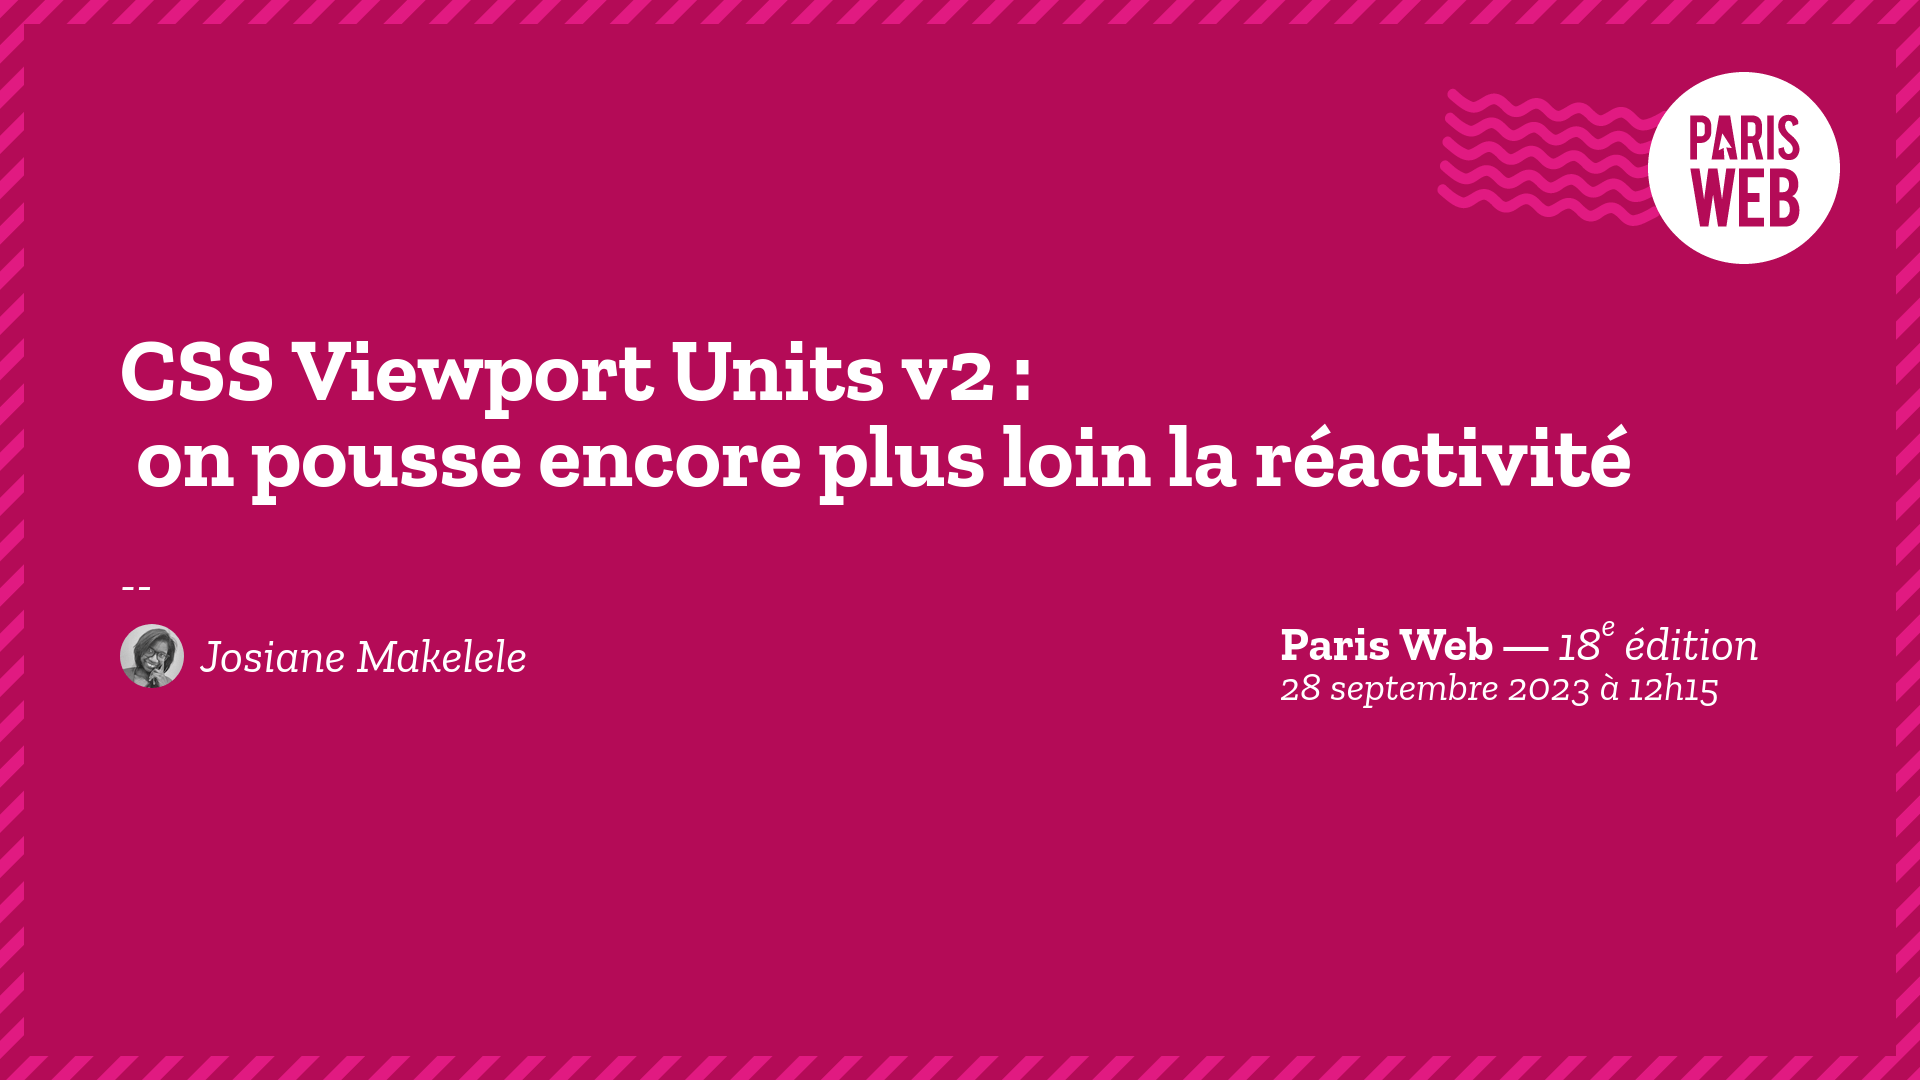 PARIS
WEB
CSS Viewport Units v2 :
on pousse encore plus loin la réactivité
--
Josiane Makelele
Paris Web — 18e édition
28 septembre 2023 à 12h15